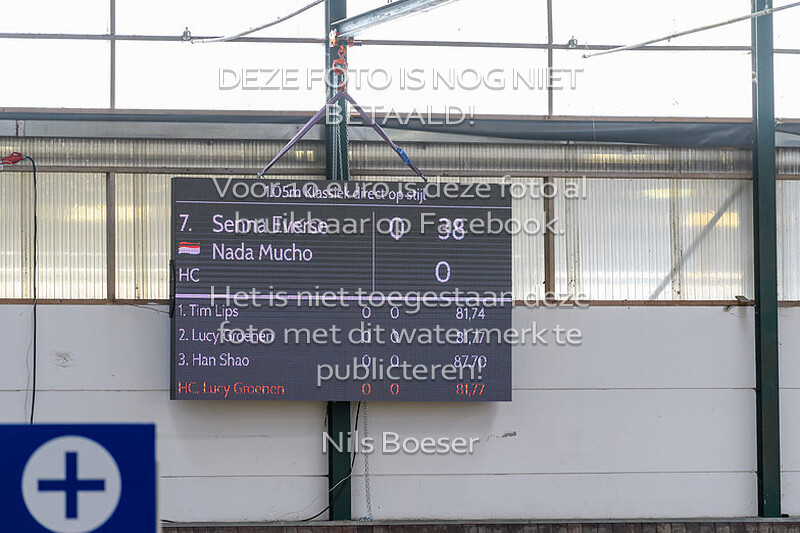 DEZE FOTO IS NOG NIET
BETAALD!
1.05m Klassiek direct op stijl
7. Senna Everse 0 38
Nada Mucho
HC 0
1. Tim Lips 0 0 81,74
2. Lucy Groenen 0 0 81,77
3. Han Shao 0 0 87,70
HC. Lucy Groenen 0 0 81,77
euro is deze foto al
bruikbaar op Facebook.
Het is niet toegestaan deze
foto met dit watermerk te
publiceren!
Nils Boeser